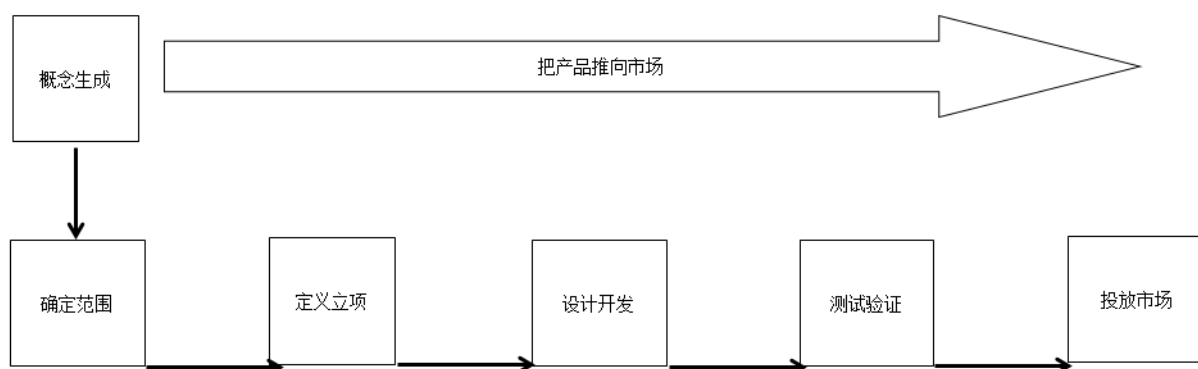 概念生成
把产品推向市场
确定范围
定义立项
设计开发
测试验证
投放市场